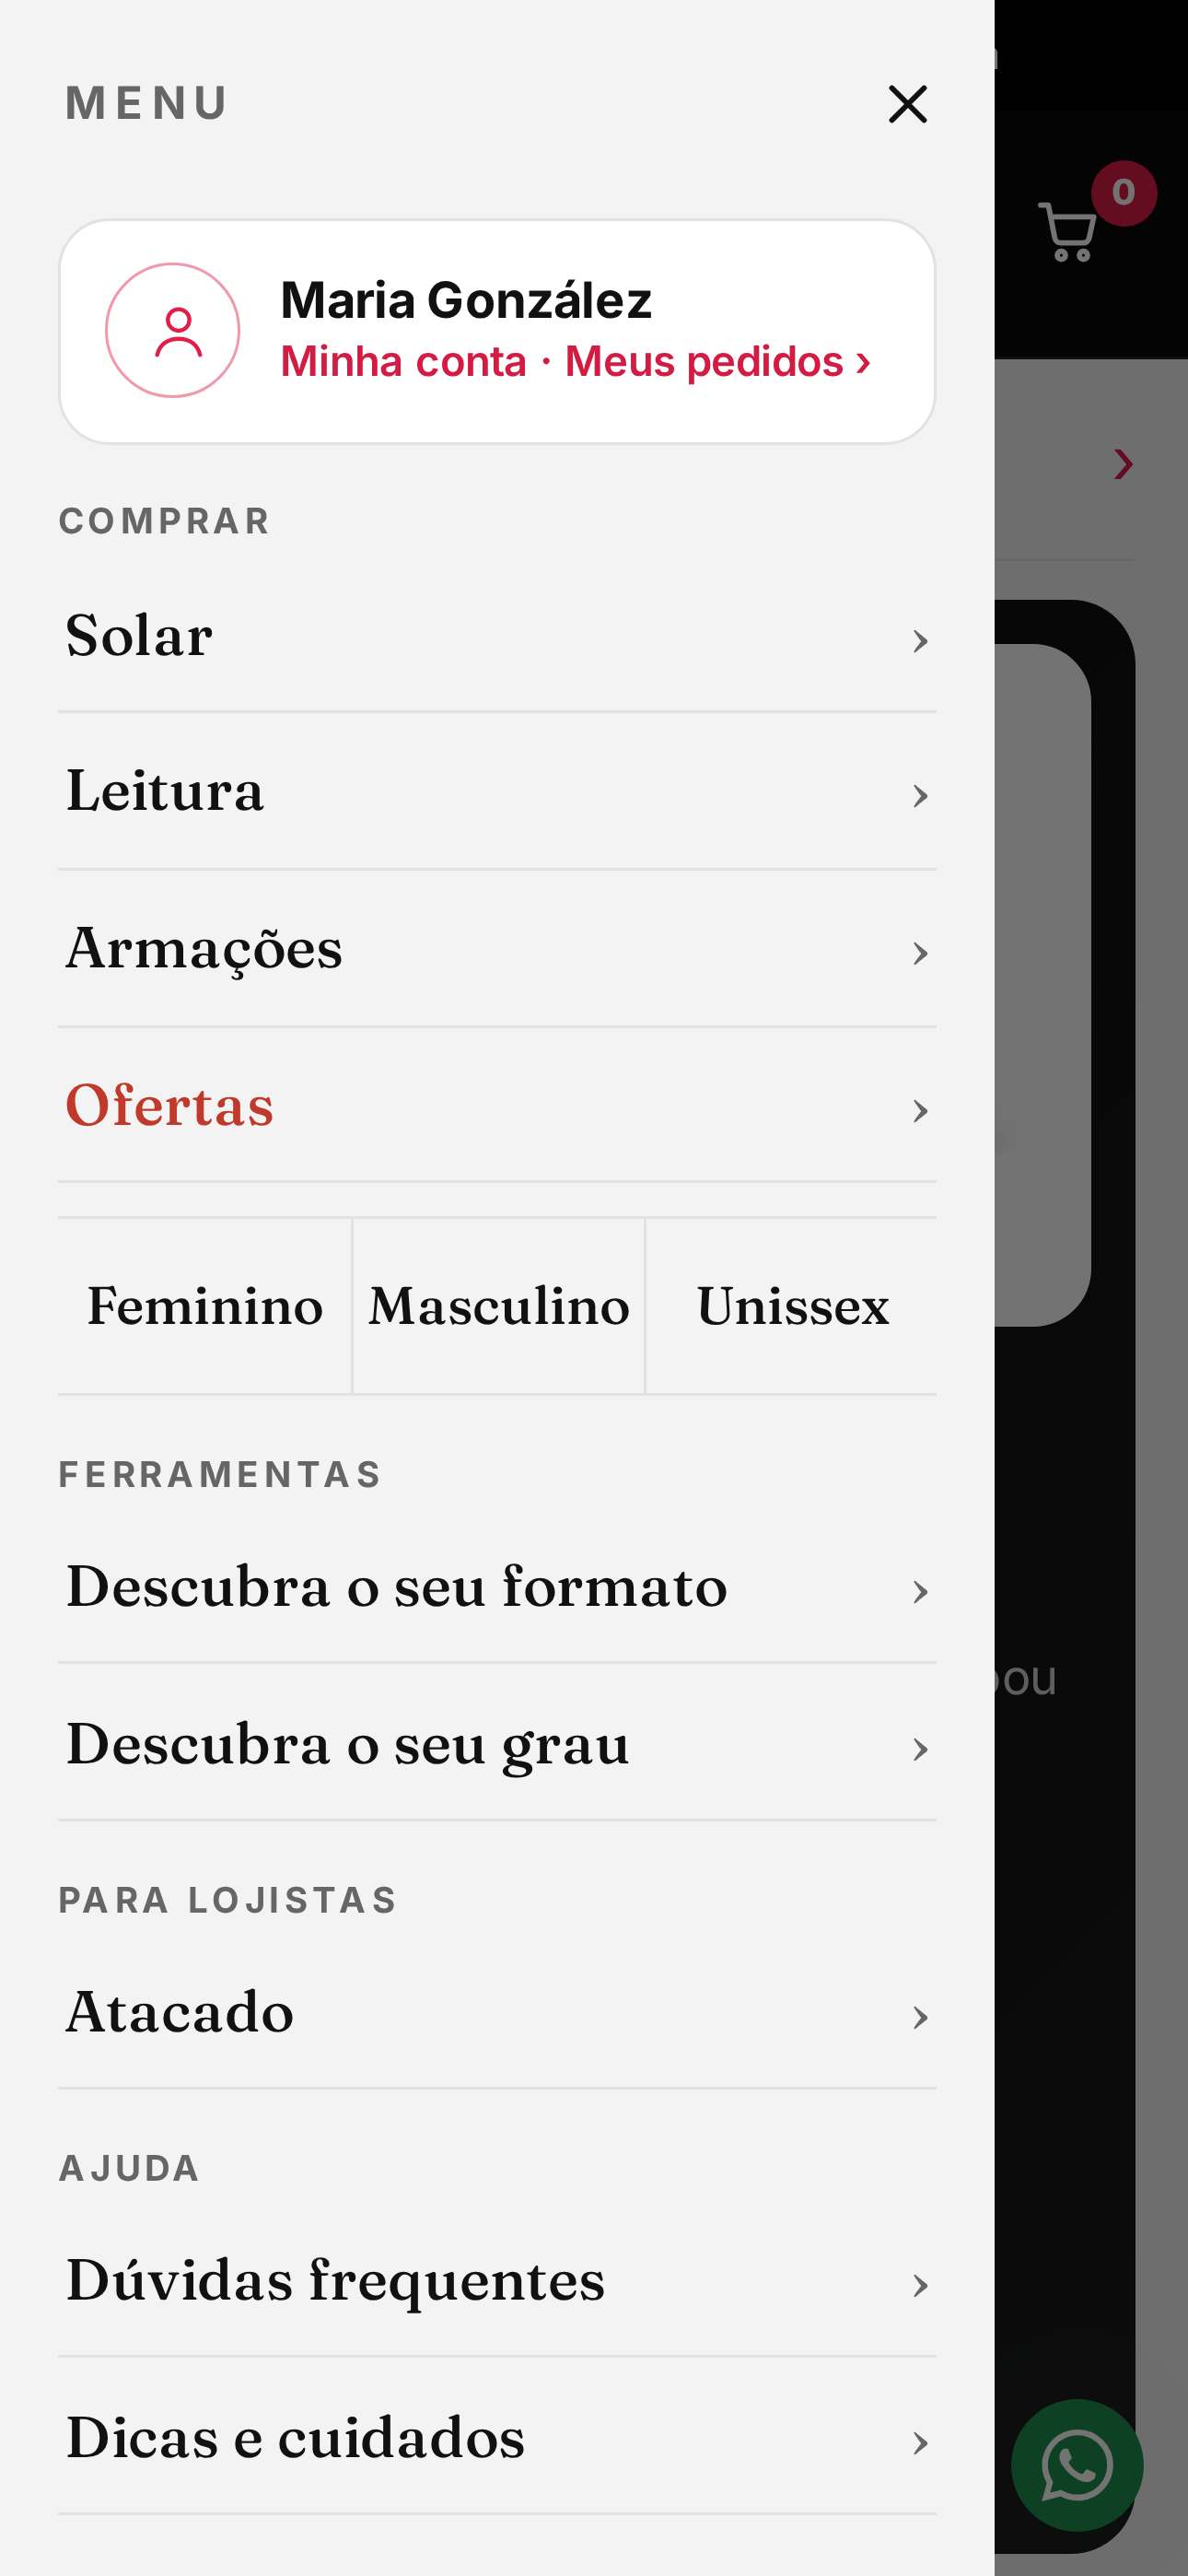 MENU
0
Maria González
Minha conta · Meus pedidos ›
COMPRAR
Solar
Leitura
Armações
Ofertas
Feminino Masculino Unissex
FERRAMENTAS
Descubra o seu formato
Descubra o seu grau
PARA LOJISTAS
Atacado
AJUDA
Dúvidas frequentes
Dicas e cuidados